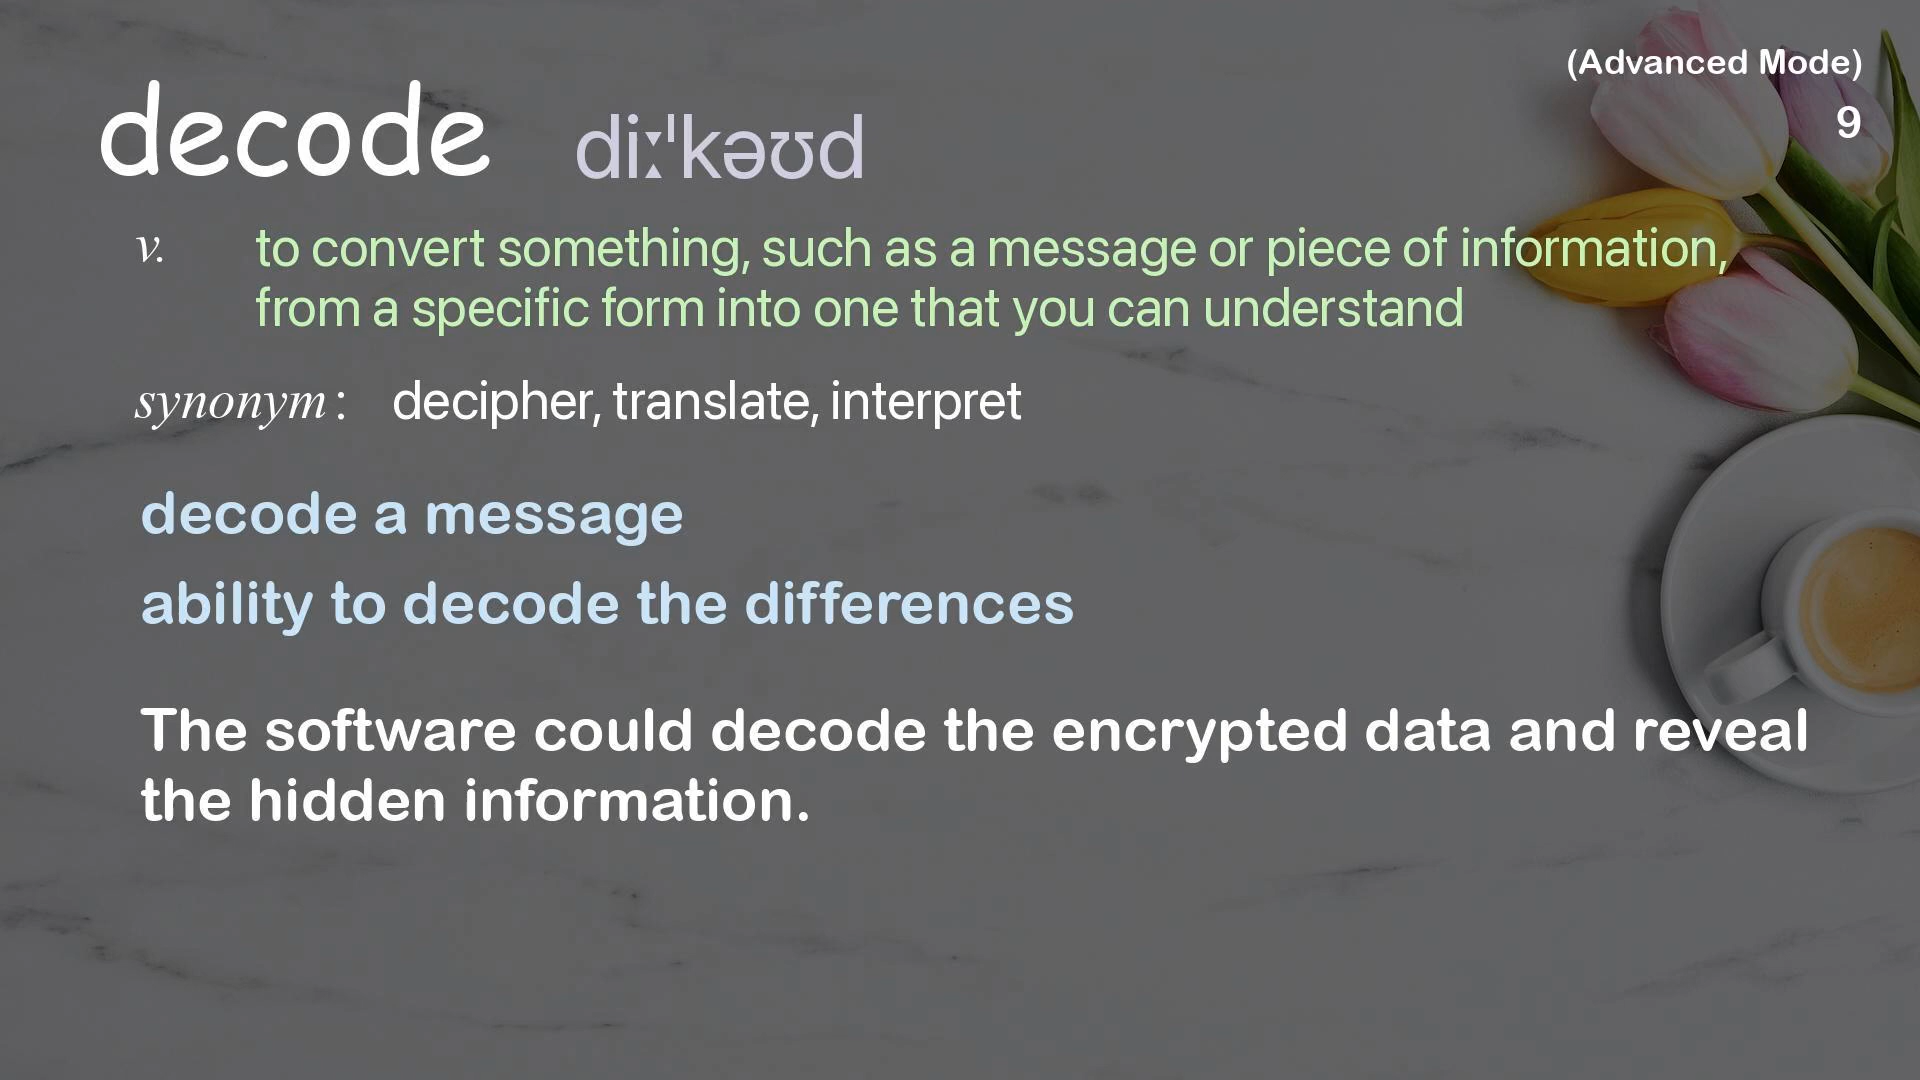 (Advanced Mode)
9
decode diːˈkəʊd
v. to convert something, such as a message or piece of information,
from a specific form into one that you can understand
synonym : decipher, translate, interpret
decode a message
ability to decode the differences
The software could decode the encrypted data and reveal
the hidden information.